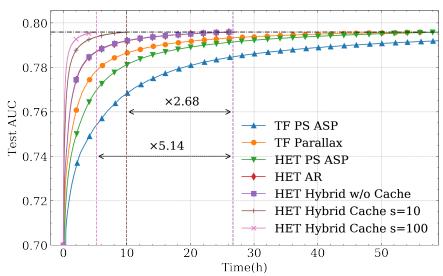 0.80
0.78
0.76
0.74
0.72
0.70
Test AUC
×2.68
×5.14
TF PS ASP
TF Parallax
HET PS ASP
HET AR
HET Hybrid w/o Cache
HET Hybrid Cache s=10
HET Hybrid Cache s=100
0 10 20 30 40 50
Time(h)